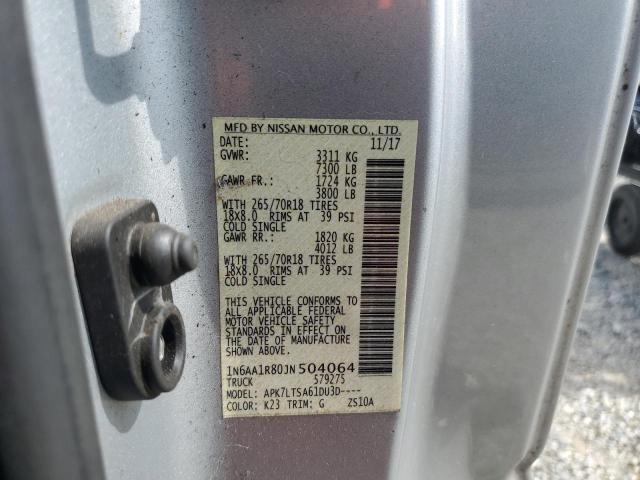 MFD BY NISSAN MOTOR CO., LTD.
DATE: 11/17
GVWR: 3311 KG
7300 LB
GAWR FR.: 1724 KG
3800 LB
WITH 265/70R18 TIRES
18X8.0 RIMS AT 39 PSI
COLD SINGLE
GAWR RR.: 1820 KG
4012 LB
WITH 265/70R18 TIRES
18X8.0 RIMS AT 39 PSI
COLD SINGLE
THIS VEHICLE CONFORMS TO
ALL APPLICABLE FEDERAL
MOTOR VEHICLE SAFETY
STANDARDS IN EFFECT ON
THE DATE OF MANUFACTURE SHOWN
ABOVE.
1N6AA1R80JN504064
TRUCK 579275
MODEL: APK7LTSA61DU3D----
COLOR: K23 TRIM: G ZS10A